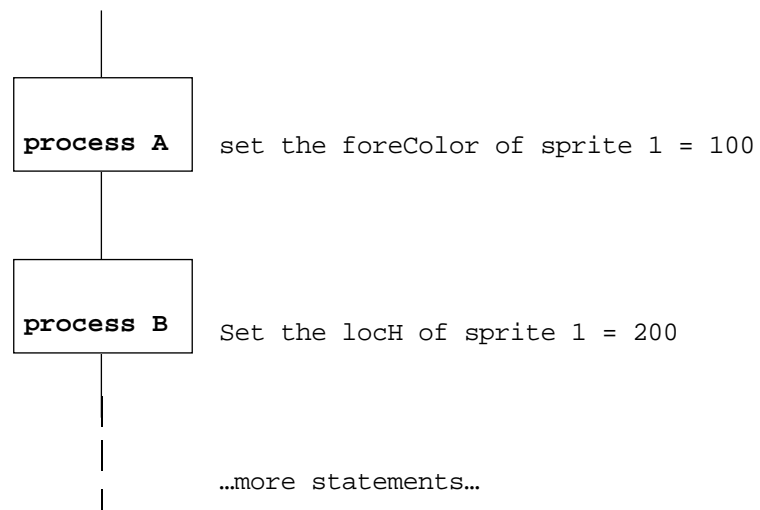 process A
set the foreColor of sprite 1 = 100
process B
Set the locH of sprite 1 = 200
…more statements…